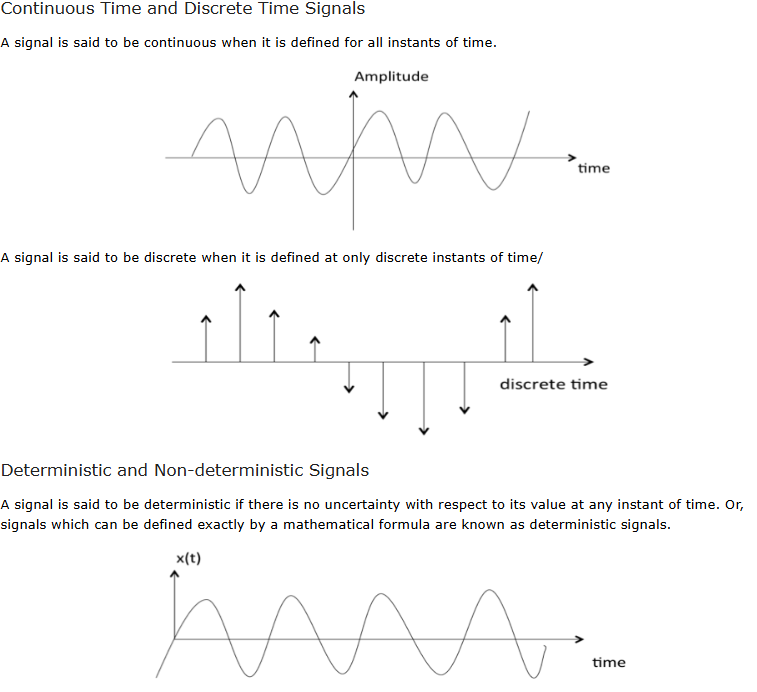 Continuous Time and Discrete Time Signals
A signal is said to be continuous when it is defined for all instants of time.
Amplitude
time
A signal is said to be discrete when it is defined at only discrete instants of time/
discrete time
Deterministic and Non-deterministic Signals
A signal is said to be deterministic if there is no uncertainty with respect to its value at any instant of time. Or,
signals which can be defined exactly by a mathematical formula are known as deterministic signals.
x(t)
time